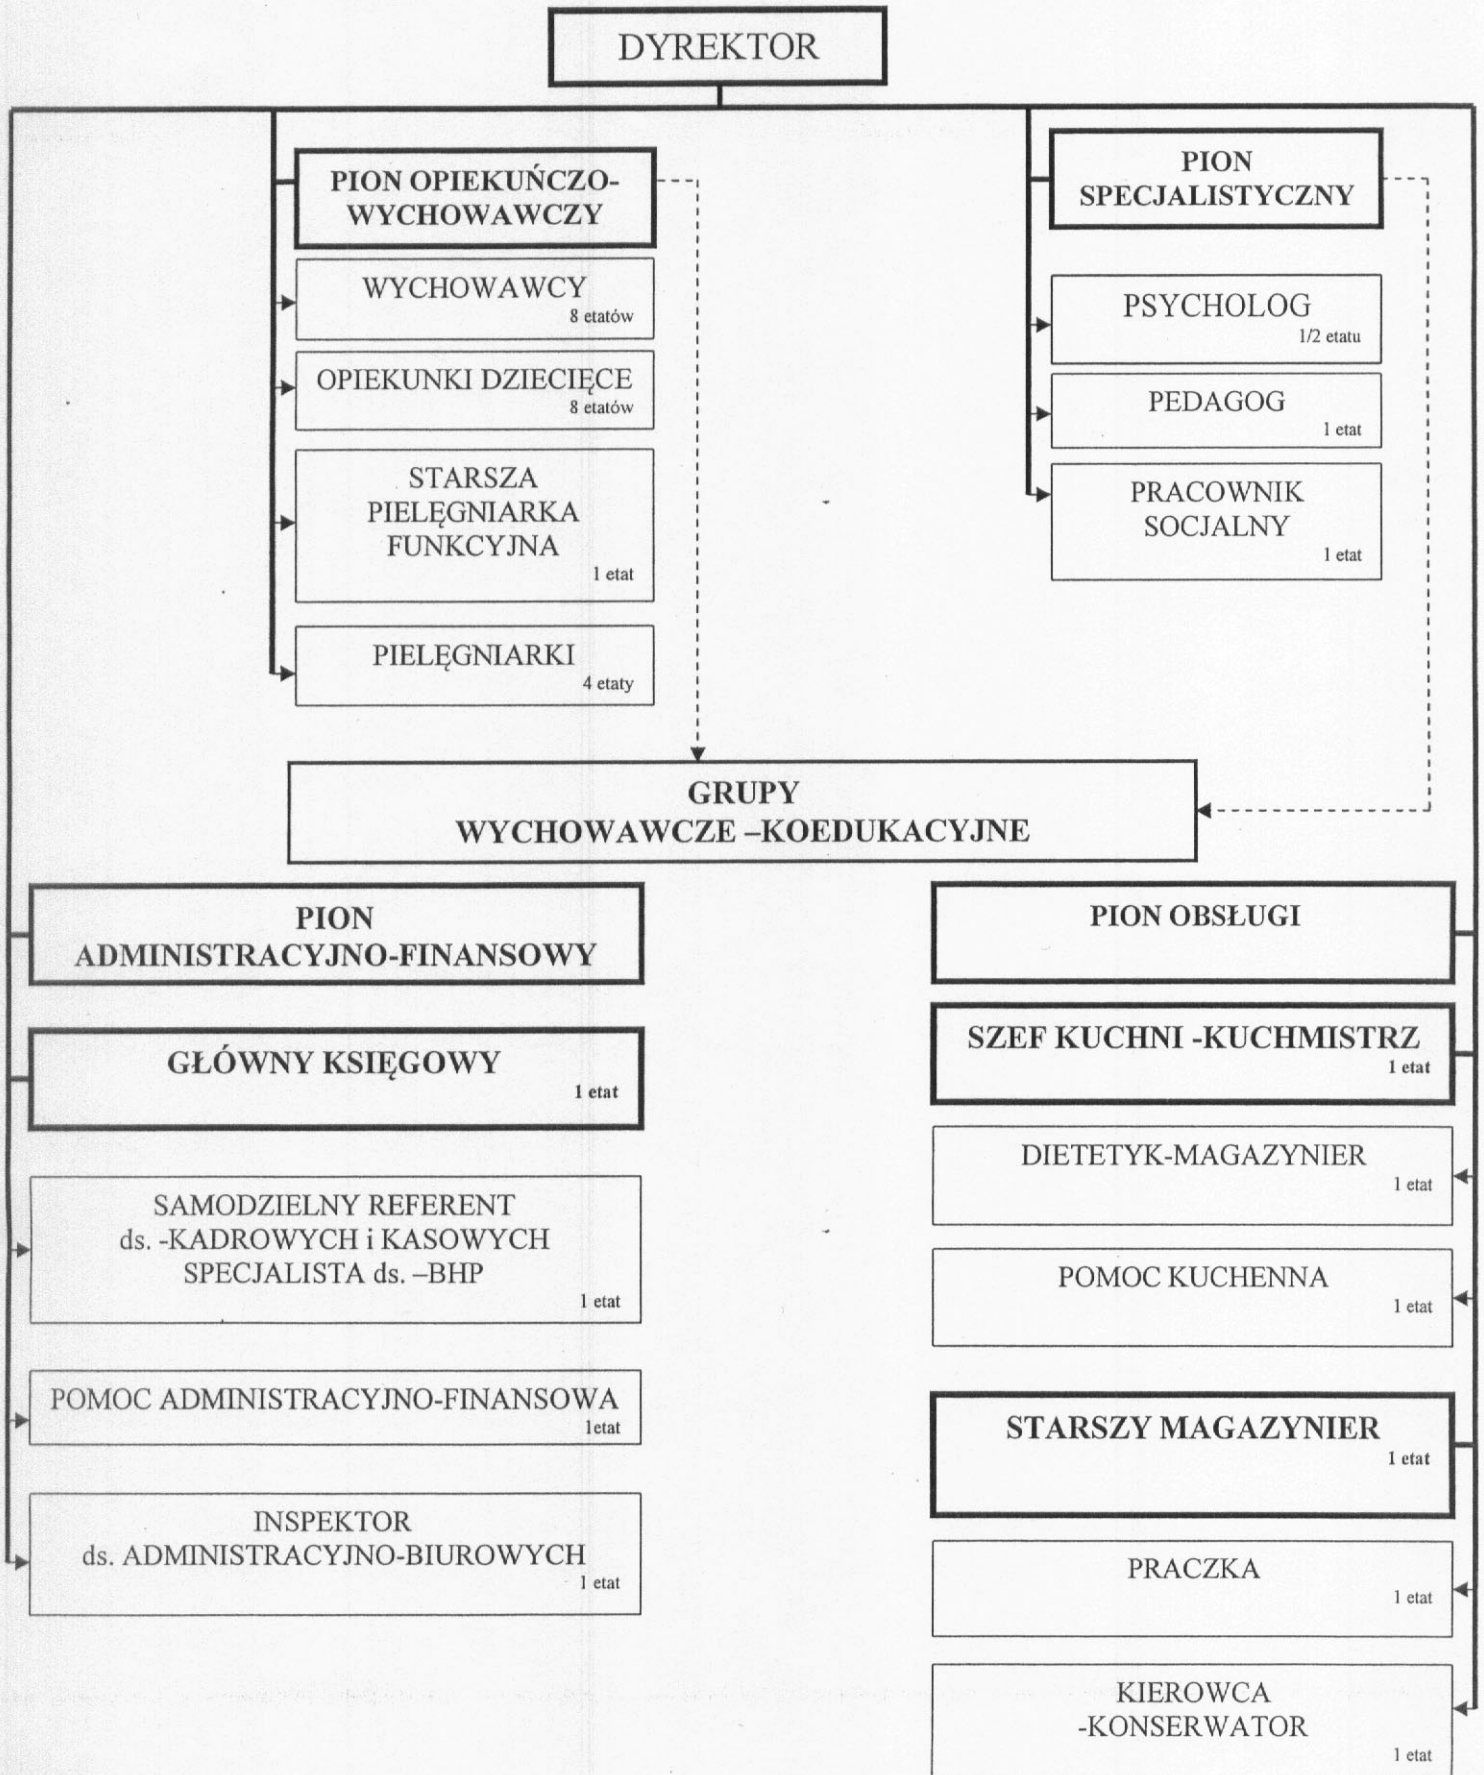 DYREKTOR
PION OPIEKUŃCZO-
WYCHOWAWCZY
WYCHOWAWCY
8 etatów
OPIEKUNKI DZIECIĘCE
8 etatów
STARSZA
PIELĘGNIARKA
FUNKCYJNA
1 etat
PIELĘGNIARKI
4 etaty
PION
SPECJALISTYCZNY
PSYCHOLOG
1/2 etatu
PEDAGOG
1 etat
PRACOWNIK
SOCJALNY
1 etat
GRUPY
WYCHOWAWCZE –KOEDUKACYJNE
PION
ADMINISTRACYJNO-FINANSOWY
GŁÓWNY KSIĘGOWY
1 etat
SAMODZIELNY REFERENT
ds. -KADROWYCH i KASOWYCH
SPECJALISTA ds. –BHP
1 etat
POMOC ADMINISTRACYJNO-FINANSOWA
1etat
INSPEKTOR
ds. ADMINISTRACYJNO-BIUROWYCH
1 etat
PION OBSŁUGI
SZEF KUCHNI -KUCHMISTRZ
1 etat
DIETETYK-MAGAZYNIER
1 etat
POMOC KUCHENNA
1 etat
STARSZY MAGAZYNIER
1 etat
PRACZKA
1 etat
KIEROWCA
-KONSERWATOR
1 etat